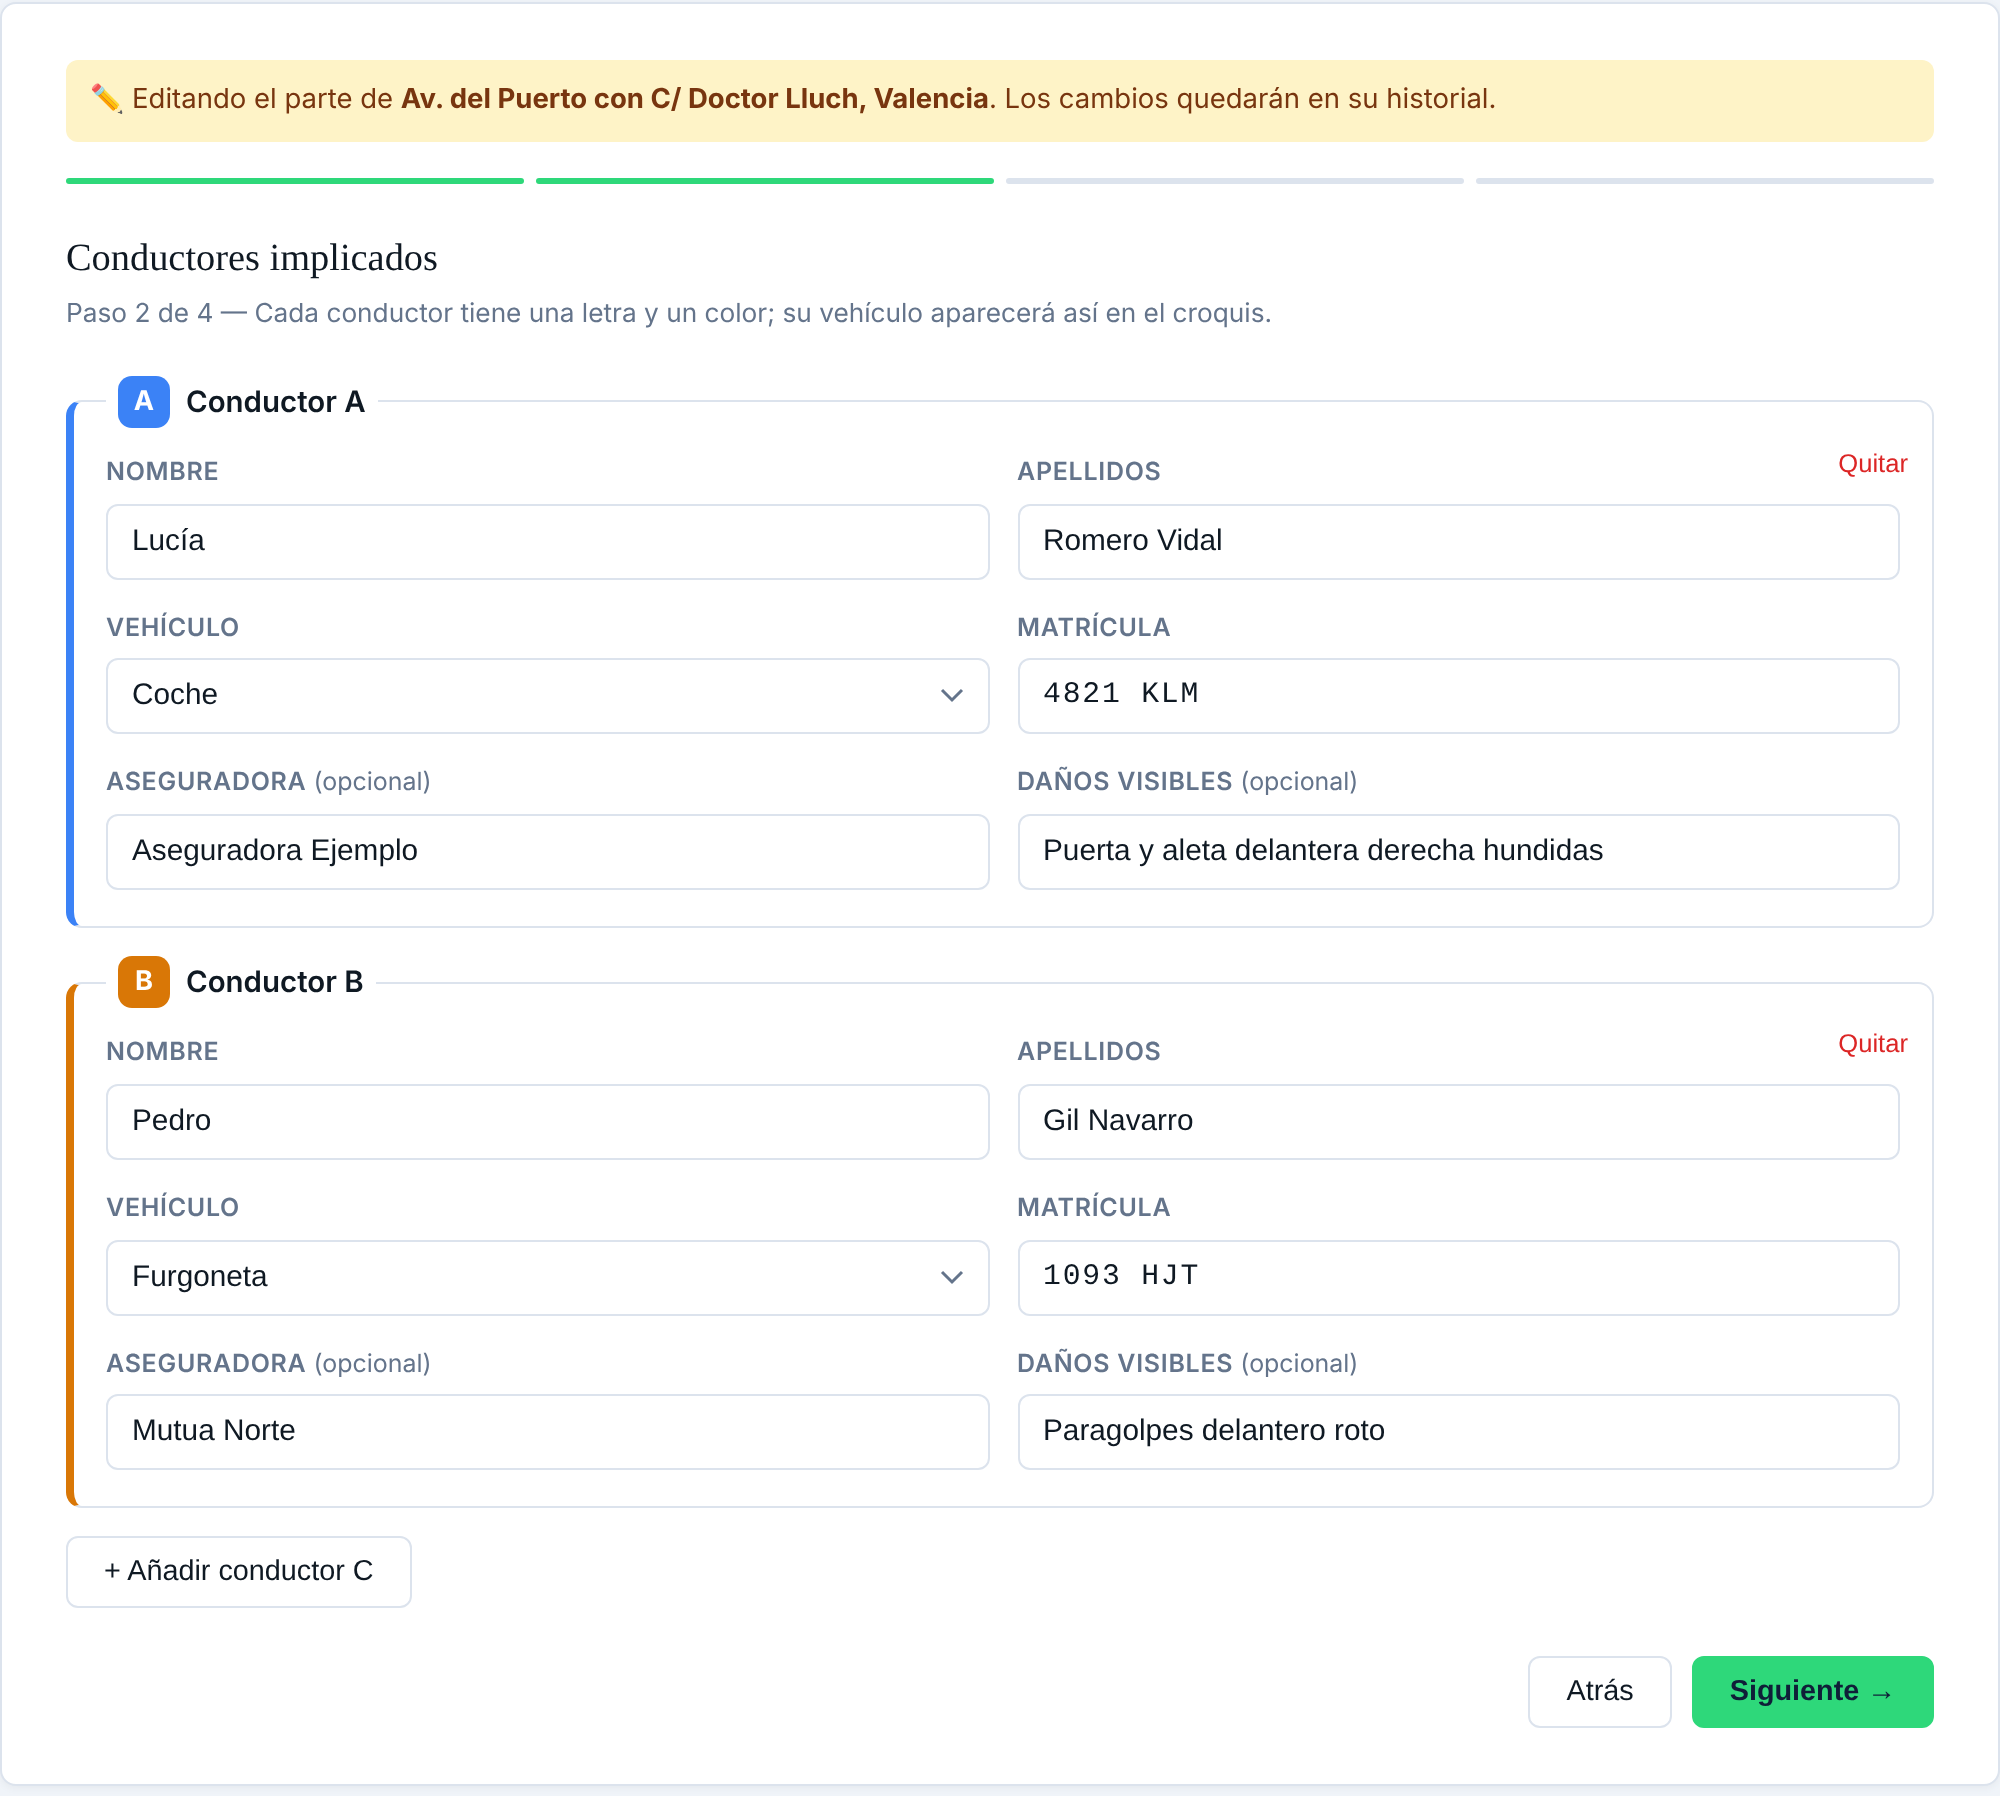 ✏️ Editando el parte de Av. del Puerto con C/ Doctor Lluch, Valencia. Los cambios quedarán en su historial.
Conductores implicados
Paso 2 de 4 — Cada conductor tiene una letra y un color; su vehículo aparecerá así en el croquis.
A Conductor A
Quitar
NOMBRE
Lucía
APELLIDOS
Romero Vidal
VEHÍCULO
Coche
MATRÍCULA
4821 KLM
ASEGURADORA (opcional)
Aseguradora Ejemplo
DAÑOS VISIBLES (opcional)
Puerta y aleta delantera derecha hundidas
B Conductor B
Quitar
NOMBRE
Pedro
APELLIDOS
Gil Navarro
VEHÍCULO
Furgoneta
MATRÍCULA
1093 HJT
ASEGURADORA (opcional)
Mutua Norte
DAÑOS VISIBLES (opcional)
Paragolpes delantero roto
+ Añadir conductor C
Atrás
Siguiente →